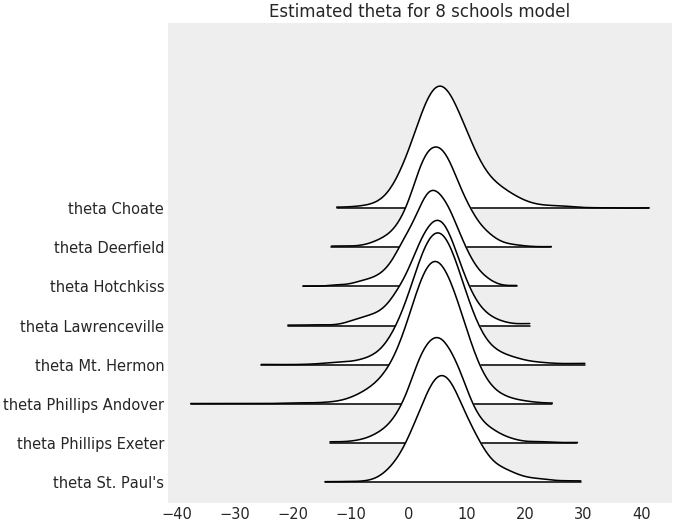 Estimated theta for 8 schools model
theta Choate
theta Deerfield
theta Hotchkiss
theta Lawrenceville
theta Mt. Hermon
theta Phillips Andover
theta Phillips Exeter
theta St. Paul's
−40 −30 −20 −10 0 10 20 30 40